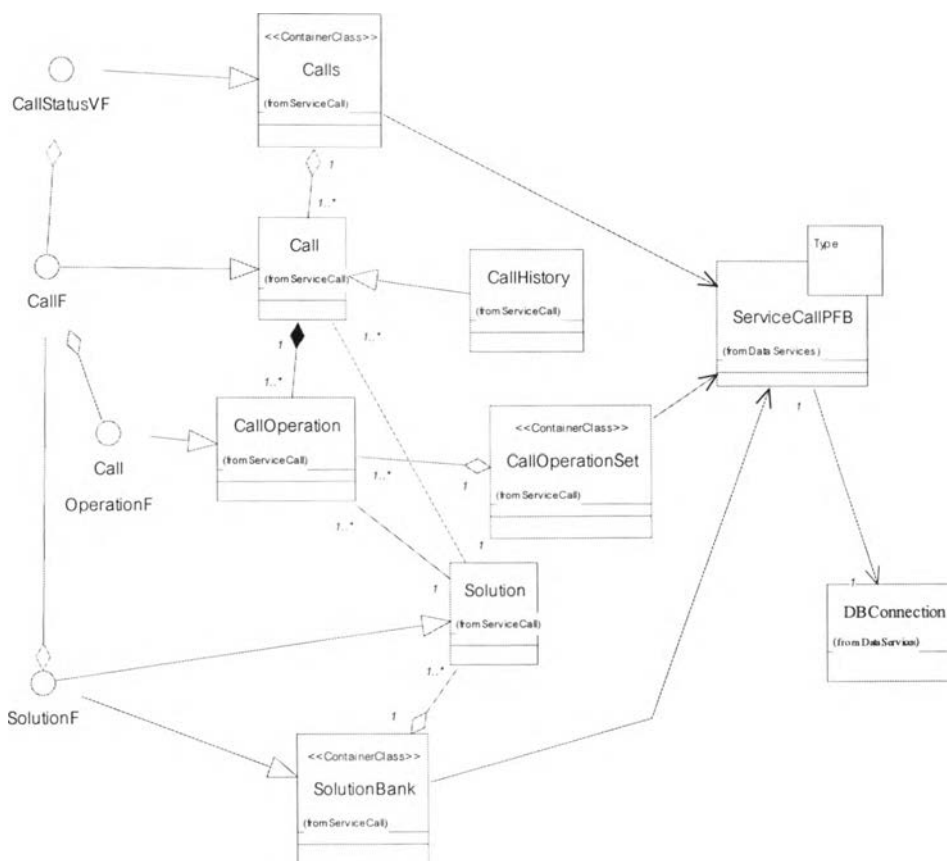 <<ContainerClass>>
Calls
(from ServiceCall)
CallStatusVF
1
1..*
Call
(from ServiceCall)
CallF
CallHistory
(from ServiceCall)
Type
ServiceCallPFB
(from Data Services)
1
1..*
1
1..*
CallOperation
(from ServiceCall)
1..*
1..*
<<ContainerClass>>
CallOperationSet
(from ServiceCall)
1
Call
OperationF
1
1
Solution
(from ServiceCall)
1..*
1
DBConnection
(from DataServices)
SolutionF
1
<<ContainerClass>>
SolutionBank
(from ServiceCall)